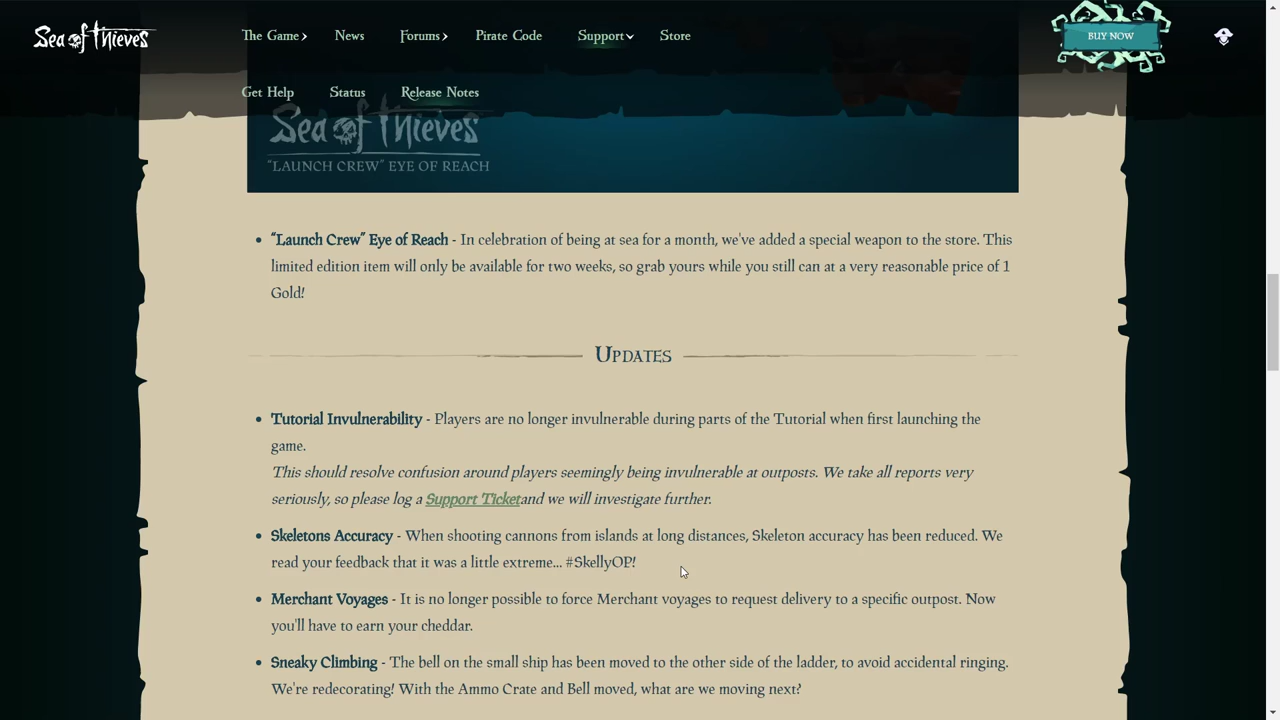 Sea of Thieves
The Game
News
Forums
Pirate Code
Support
Store
BUY NOW
Get Help
Status
Release Notes
Sea of Thieves
"LAUNCH CREW" EYE OF REACH
"Launch Crew" Eye of Reach - In celebration of being at sea for a month, we've added a special weapon to the store. This
limited edition item will only be available for two weeks, so grab yours while you still can at a very reasonable price of 1
Gold!
Updates
Tutorial Invulnerability - Players are no longer invulnerable during parts of the Tutorial when first launching the
game.
This should resolve confusion around players seemingly being invulnerable at outposts. We take all reports very
seriously, so please log a Support Ticketand we will investigate further.
Skeletons Accuracy - When shooting cannons from islands at long distances, Skeleton accuracy has been reduced. We
read your feedback that it was a little extreme... #SkellyOP!
Merchant Voyages - It is no longer possible to force Merchant voyages to request delivery to a specific outpost. Now
you'll have to earn your cheddar.
Sneaky Climbing - The bell on the small ship has been moved to the other side of the ladder, to avoid accidental ringing.
We're redecorating! With the Ammo Crate and Bell moved, what are we moving next?